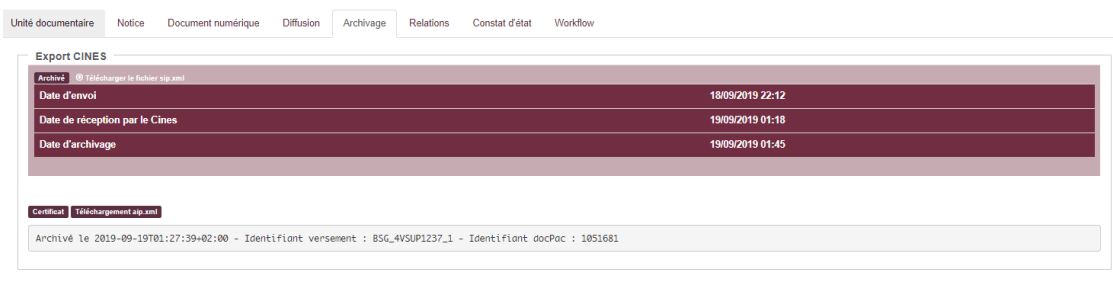 Unité documentaire Notice Document numérique Diffusion Archivage Relations Constat d'état Workflow
Export CINES
Archivé Télécharger le fichier sip.xml
Date d'envoi 18/09/2019 22:12
Date de réception par le Cines 19/09/2019 01:18
Date d'archivage 19/09/2019 01:45
Certificat Téléchargement aip.xml
Archivé le 2019-09-19T01:27:39+02:00 - Identifiant versement : BSG_4VSUP1237_1 - Identifiant docPac : 1051681